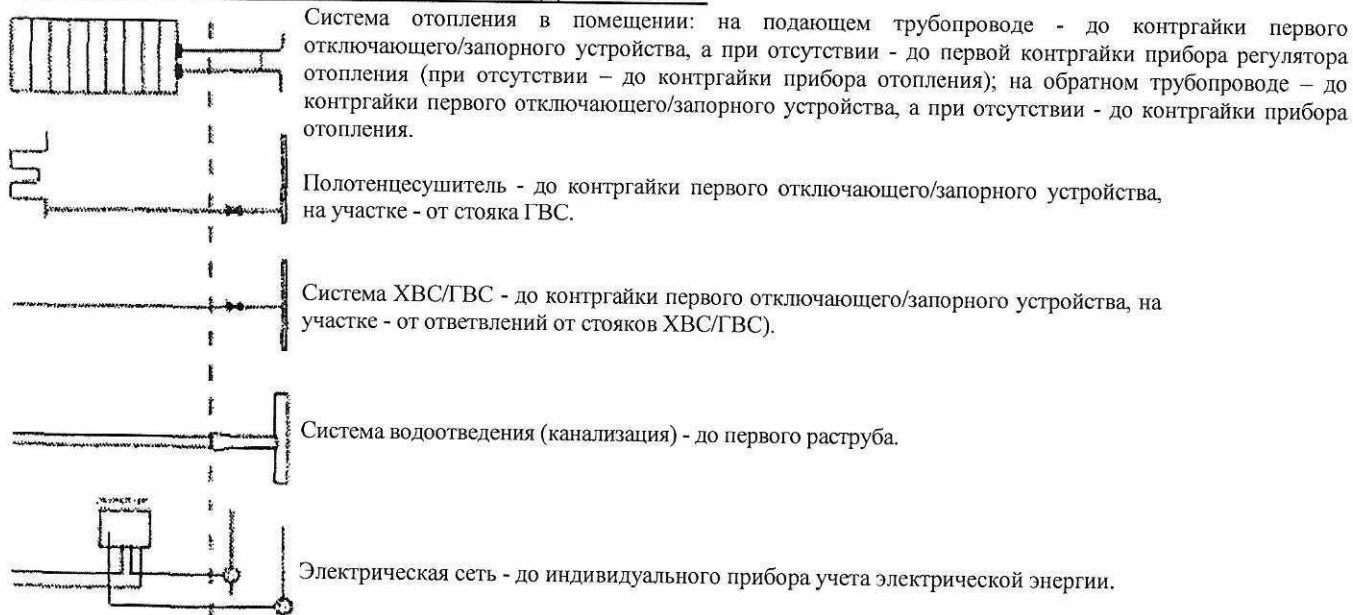 Система отопления в помещении: на подающем трубопроводе - до контргайки первого
отключающего/запорного устройства, а при отсутствии - до первой контргайки прибора регулятора
отопления (при отсутствии – до контргайки прибора отопления); на обратном трубопроводе – до
контргайки первого отключающего/запорного устройства, а при отсутствии - до контргайки прибора
отопления.
Полотенцесушитель - до контргайки первого отключающего/запорного устройства,
на участке - от стояка ГВС.
Система ХВС/ГВС - до контргайки первого отключающего/запорного устройства, на
участке - от ответвлений от стояков ХВС/ГВС).
Система водоотведения (канализация) - до первого раструба.
Электрическая сеть - до индивидуального прибора учета электрической энергии.